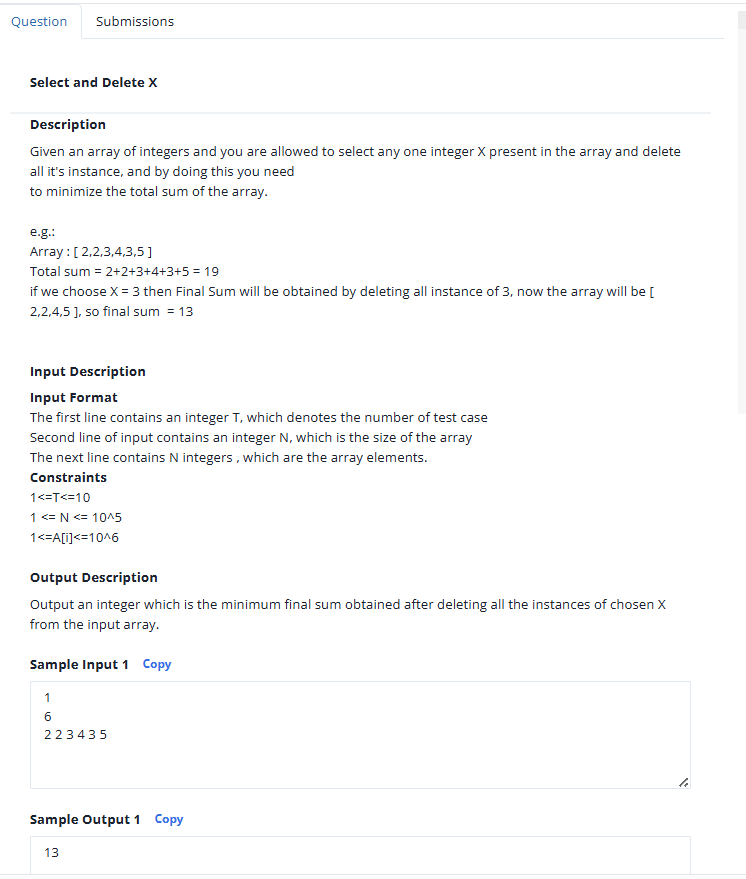 Question Submissions
Select and Delete X
Description
Given an array of integers and you are allowed to select any one integer X present in the array and delete
all it's instance, and by doing this you need
to minimize the total sum of the array.
e.g.:
Array : [ 2,2,3,4,3,5 ]
Total sum = 2+2+3+4+3+5 = 19
if we choose X = 3 then Final Sum will be obtained by deleting all instance of 3, now the array will be [
2,2,4,5 ], so final sum  = 13
Input Description
Input Format
The first line contains an integer T, which denotes the number of test case
Second line of input contains an integer N, which is the size of the array
The next line contains N integers , which are the array elements.
Constraints
1<=T<=10
1 <= N <= 10^5
1<=A[i]<=10^6
Output Description
Output an integer which is the minimum final sum obtained after deleting all the instances of chosen X
from the input array.
Sample Input 1 Copy
1
6
2 2 3 4 3 5
Sample Output 1 Copy
13